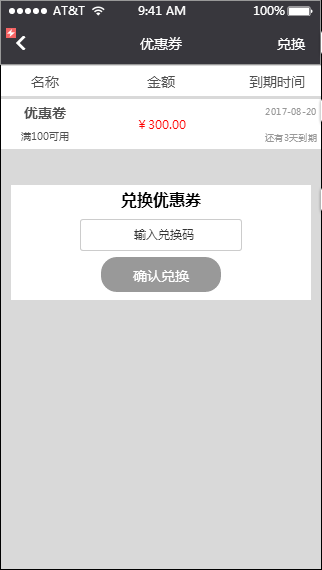 AT&T 9:41 AM 100%
优惠券 兑换
名称 金额 到期时间
优惠卷 ¥300.00 2017-08-20
满100可用 还有3天到期
兑换优惠券
输入兑换码
确认兑换